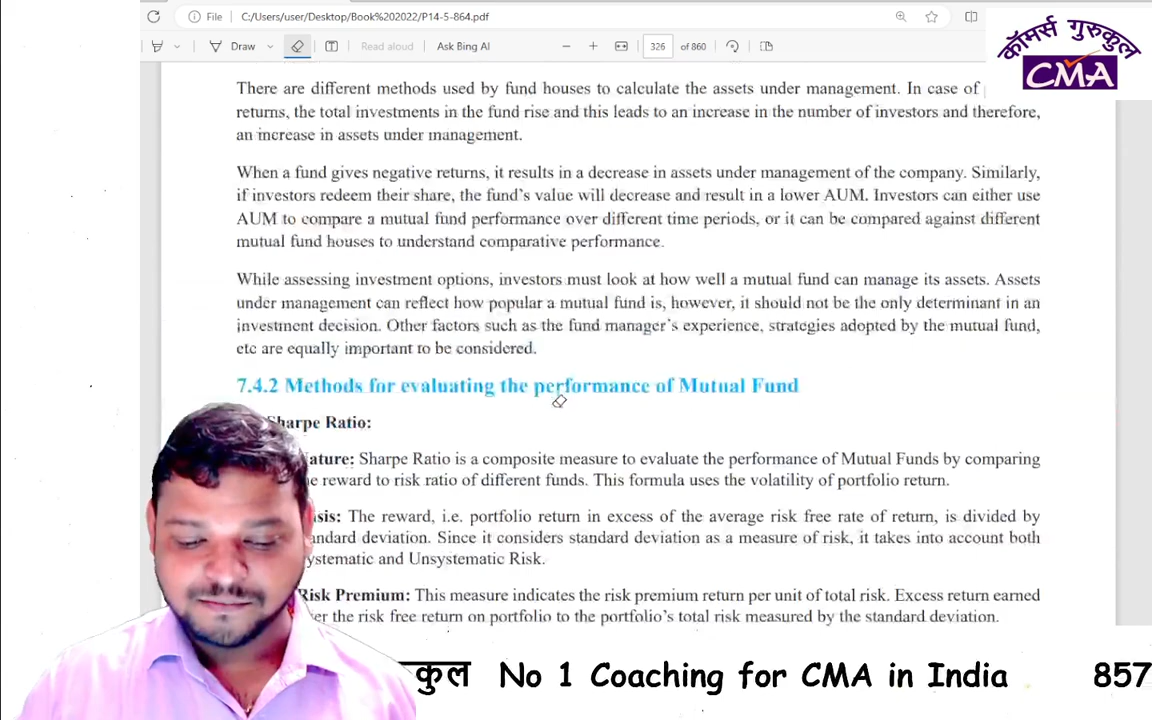 File C:/Users/user/Desktop/Book%202022/P14-5-864.pdf
Draw Read aloud Ask Bing AI 326 of 860
कॉमर्स गुरुकुल
CMA
There are different methods used by fund houses to calculate the assets under management. In case of
returns, the total investments in the fund rise and this leads to an increase in the number of investors and therefore,
an increase in assets under management.
When a fund gives negative returns, it results in a decrease in assets under management of the company. Similarly,
if investors redeem their share, the fund's value will decrease and result in a lower AUM. Investors can either use
AUM to compare a mutual fund performance over different time periods, or it can be compared against different
mutual fund houses to understand comparative performance.
While assessing investment options, investors must look at how well a mutual fund can manage its assets. Assets
under management can reflect how popular a mutual fund is, however, it should not be the only determinant in an
investment decision. Other factors such as the fund manager's experience, strategies adopted by the mutual fund,
etc are equally important to be considered.
7.4.2 Methods for evaluating the performance of Mutual Fund
Sharpe Ratio:
ature: Sharpe Ratio is a composite measure to evaluate the performance of Mutual Funds by comparing
e reward to risk ratio of different funds. This formula uses the volatility of portfolio return.
sis: The reward, i.e. portfolio return in excess of the average risk free rate of return, is divided by
andard deviation. Since it considers standard deviation as a measure of risk, it takes into account both
ystematic and Unsystematic Risk.
Risk Premium: This measure indicates the risk premium return per unit of total risk. Excess return earned
er the risk free return on portfolio to the portfolio's total risk measured by the standard deviation.
कुल No 1 Coaching for CMA in India 857